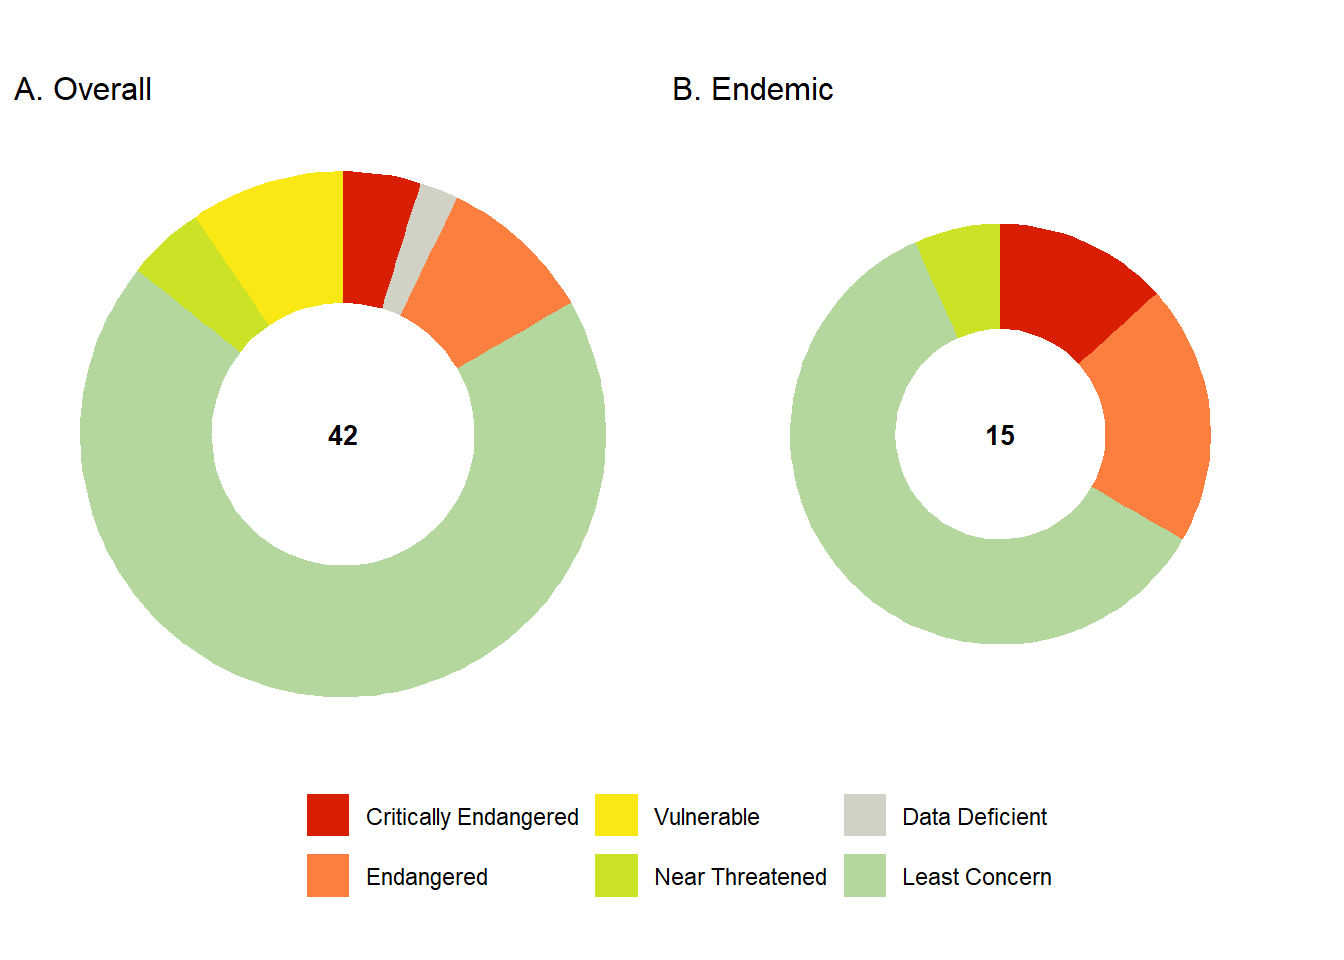 A. Overall
B. Endemic
42
15
Critically Endangered
Vulnerable
Data Deficient
Endangered
Near Threatened
Least Concern